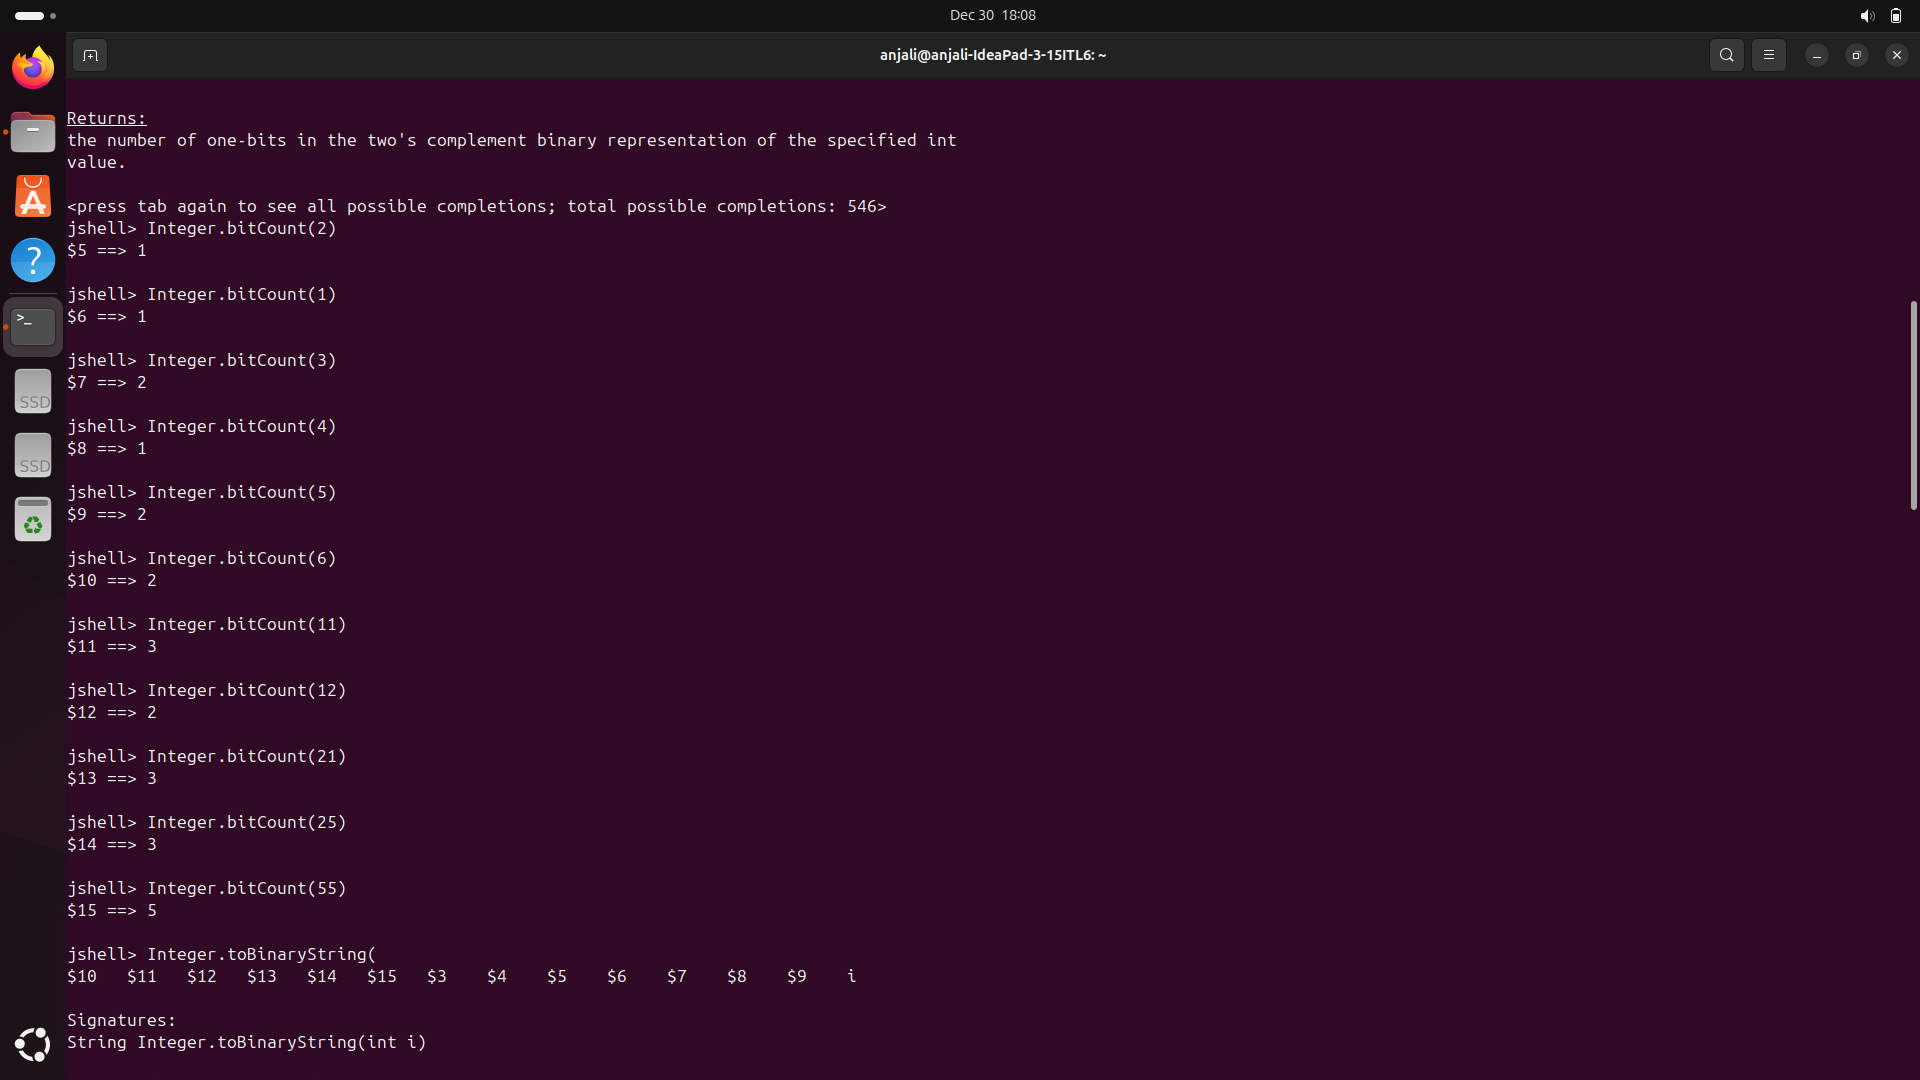 Dec 30 18:08
anjali@anjali-IdeaPad-3-15ITL6: ~
Returns:
the number of one-bits in the two's complement binary representation of the specified int
value.
<press tab again to see all possible completions; total possible completions: 546>
jshell> Integer.bitCount(2)
$5 ==> 1
jshell> Integer.bitCount(1)
$6 ==> 1
jshell> Integer.bitCount(3)
$7 ==> 2
jshell> Integer.bitCount(4)
$8 ==> 1
jshell> Integer.bitCount(5)
$9 ==> 2
jshell> Integer.bitCount(6)
$10 ==> 2
jshell> Integer.bitCount(11)
$11 ==> 3
jshell> Integer.bitCount(12)
$12 ==> 2
jshell> Integer.bitCount(21)
$13 ==> 3
jshell> Integer.bitCount(25)
$14 ==> 3
jshell> Integer.bitCount(55)
$15 ==> 5
jshell> Integer.toBinaryString(
$10 $11 $12 $13 $14 $15 $3 $4 $5 $6 $7 $8 $9 i
Signatures:
String Integer.toBinaryString(int i)
>_
SSD
SSD